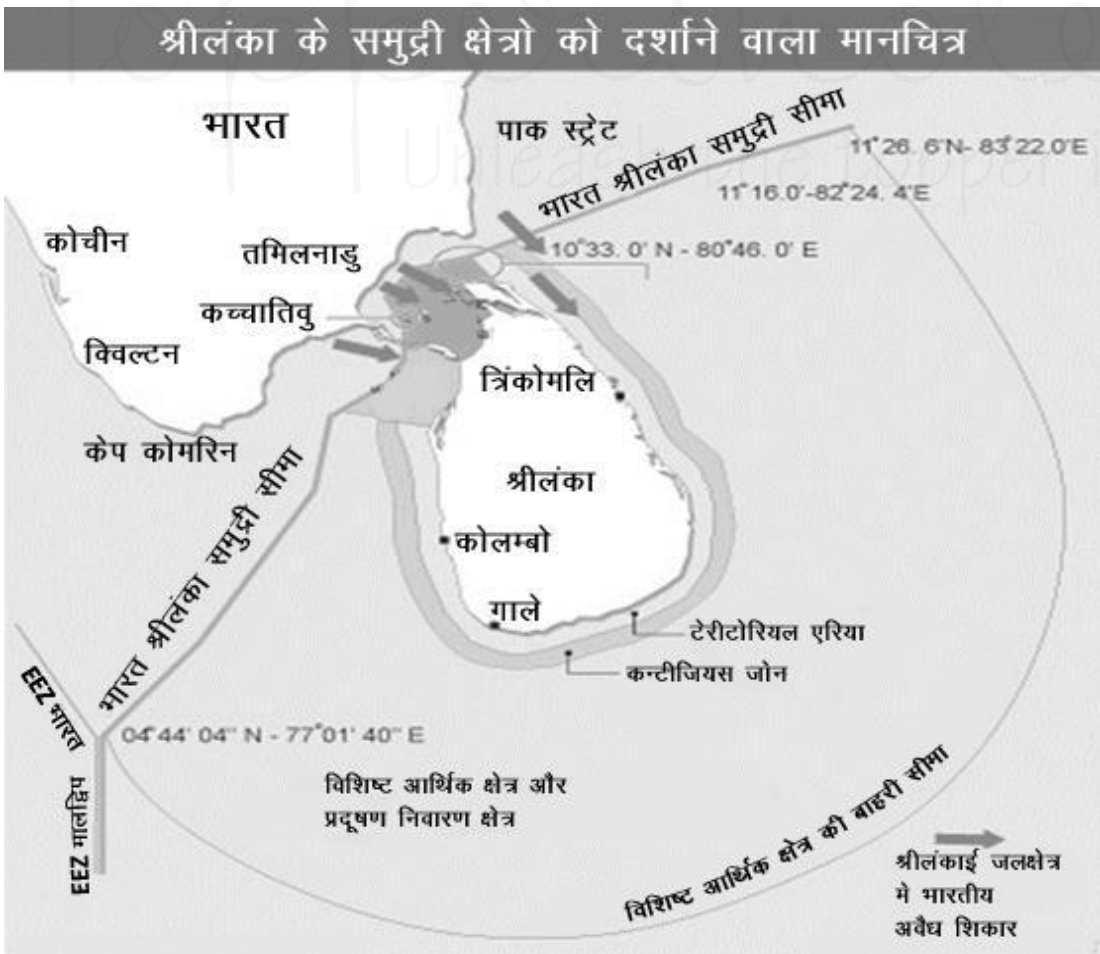 श्रीलंका के समुद्री क्षेत्रो को दर्शाने वाला मानचित्र
भारत
पाक स्ट्रेट
भारत श्रीलंका समुद्री सीमा
11°26. 6'N- 83°22.0'E
11°16.0'-82°24. 4'E
10°33. 0' N - 80°46. 0' E
कोचीन
तमिलनाडु
कच्चातिवु
क्विल्टन
केप कोमरिन
त्रिंकोमलि
श्रीलंका
कोलम्बो
गाले
टेरीटोरियल एरिया
कन्टीजियस जोन
भारत श्रीलंका समुद्री सीमा
EEZ भारत
EEZ मालद्विप
04°44' 04" N - 77°01' 40" E
विशिष्ट आर्थिक क्षेत्र और
प्रदूषण निवारण क्षेत्र
विशिष्ट आर्थिक क्षेत्र की बाहरी सीमा
श्रीलंकाई जलक्षेत्र
मे भारतीय
अवैध शिकार